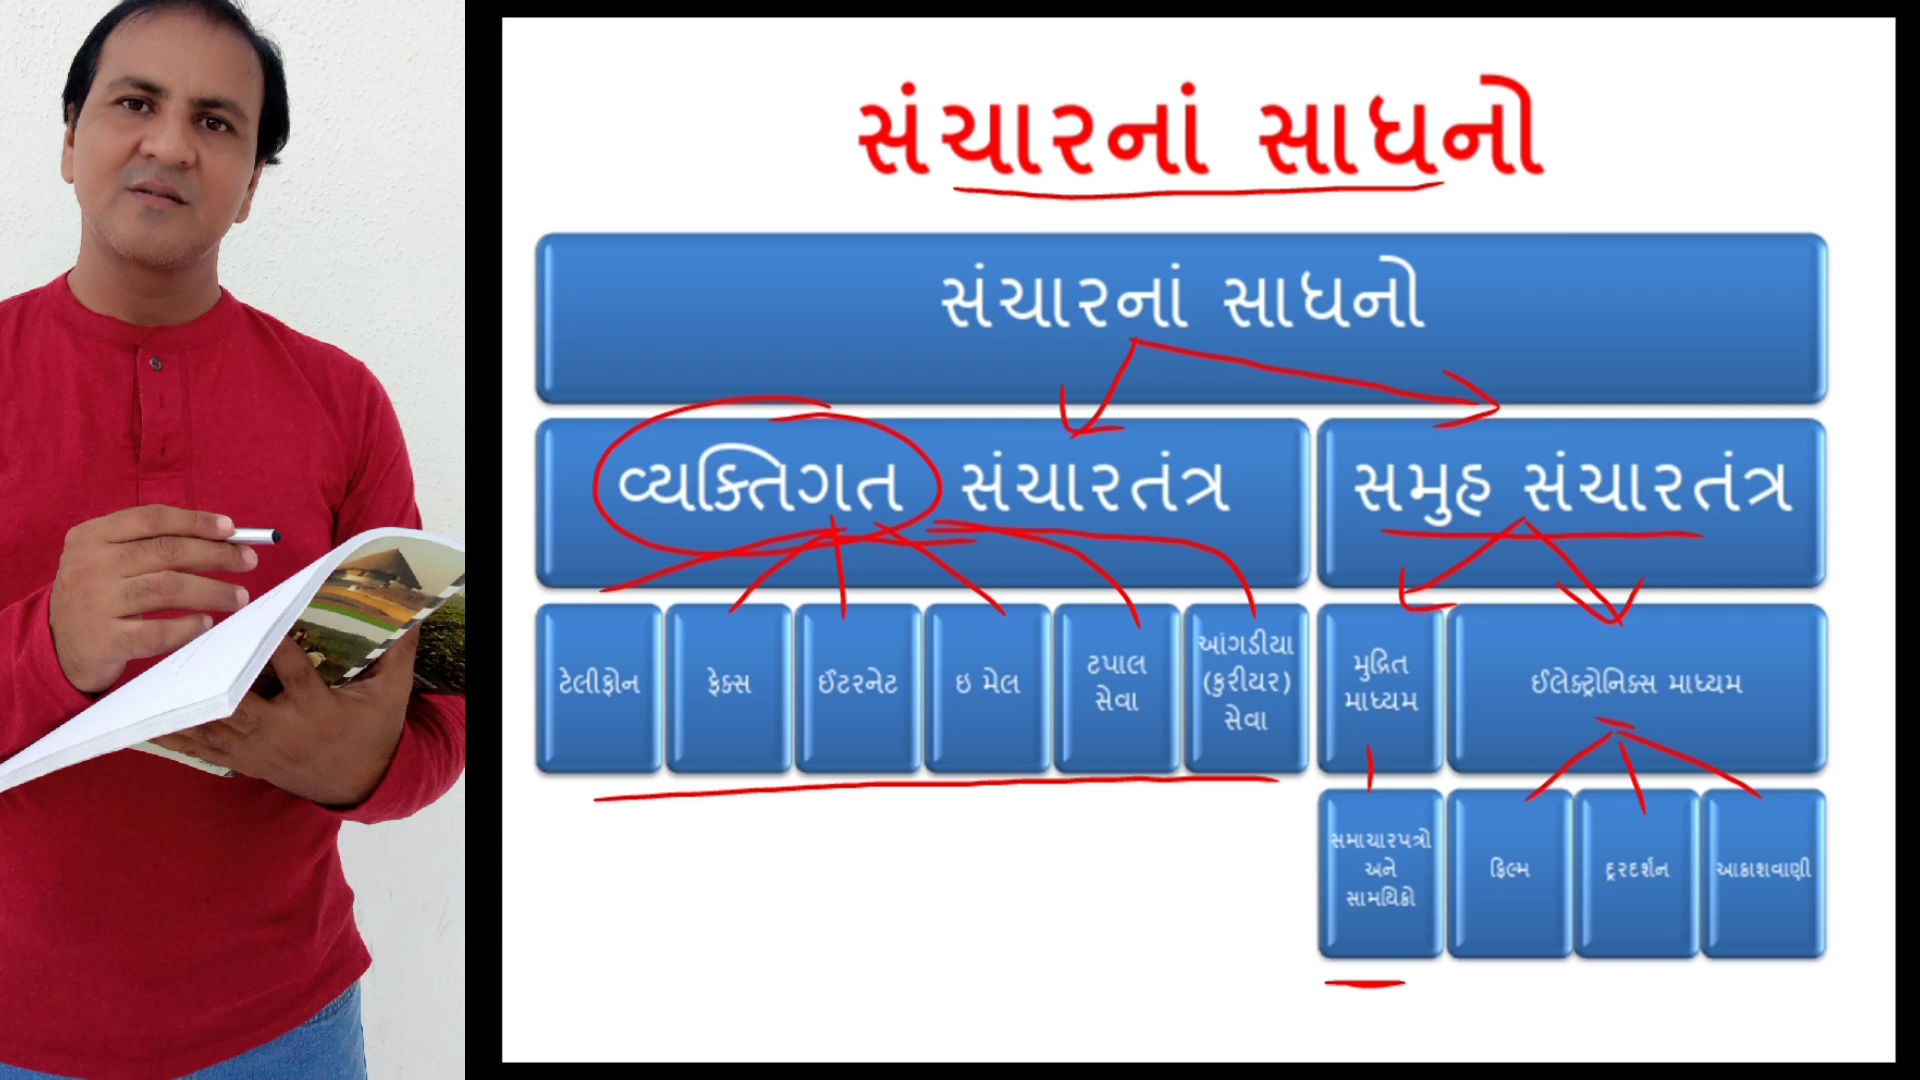 સંચારનાં સાધનો
સંચારનાં સાધનો
વ્યક્તિગત સંચારતંત્ર
સમુહ સંચારતંત્ર
ટેલીફોન
ફેક્સ
ઈંટરનેટ
ઇ મેલ
ટપાલ
સેવા
આંગડીયા
(કુરીયર)
સેવા
મુદ્રિત
માધ્યમ
ઈલેક્ટ્રોનિક્સ માધ્યમ
સમાચારપત્રો
અને
સામયિકો
ફિલ્મ
દૂરદર્શન
આકાશવાણી